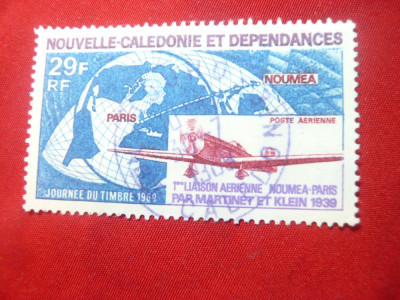 NOUVELLE-CALEDONIE ET DEPENDANCES
29F
RF
NOUMEA
PARIS
POSTE AERIENNE
JOURNEE DU TIMBRE 1969
1ère LIAISON AERIENNE NOUMEA-PARIS
PAR MARTINET ET KLEIN 1939